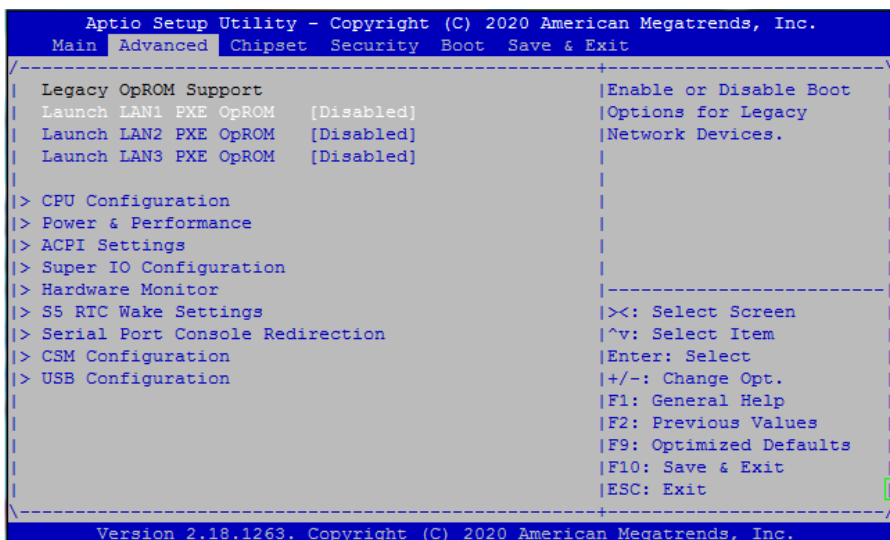 Aptio Setup Utility - Copyright (C) 2020 American Megatrends, Inc.
Main Advanced Chipset Security Boot Save & Exit
Legacy OpROM Support
Launch LAN1 PXE OpROM [Disabled]
Launch LAN2 PXE OpROM [Disabled]
Launch LAN3 PXE OpROM [Disabled]
> CPU Configuration
> Power & Performance
> ACPI Settings
> Super IO Configuration
> Hardware Monitor
> S5 RTC Wake Settings
> Serial Port Console Redirection
> CSM Configuration
> USB Configuration
Enable or Disable Boot
Options for Legacy
Network Devices.
><: Select Screen
^v: Select Item
Enter: Select
+/-: Change Opt.
F1: General Help
F2: Previous Values
F9: Optimized Defaults
F10: Save & Exit
ESC: Exit
Version 2.18.1263. Copyright (C) 2020 American Megatrends, Inc.